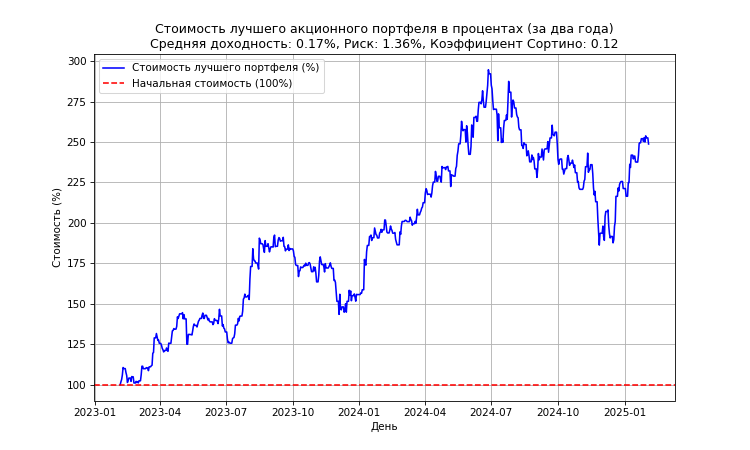 Стоимость лучшего акционного портфеля в процентах (за два года)
Средняя доходность: 0.17%, Риск: 1.36%, Коэффициент Сортино: 0.12
Стоимость лучшего портфеля (%)
Начальная стоимость (100%)
Стоимость (%)
300
275
250
225
200
175
150
125
100
2023-01 2023-04 2023-07 2023-10 2024-01 2024-04 2024-07 2024-10 2025-01
День